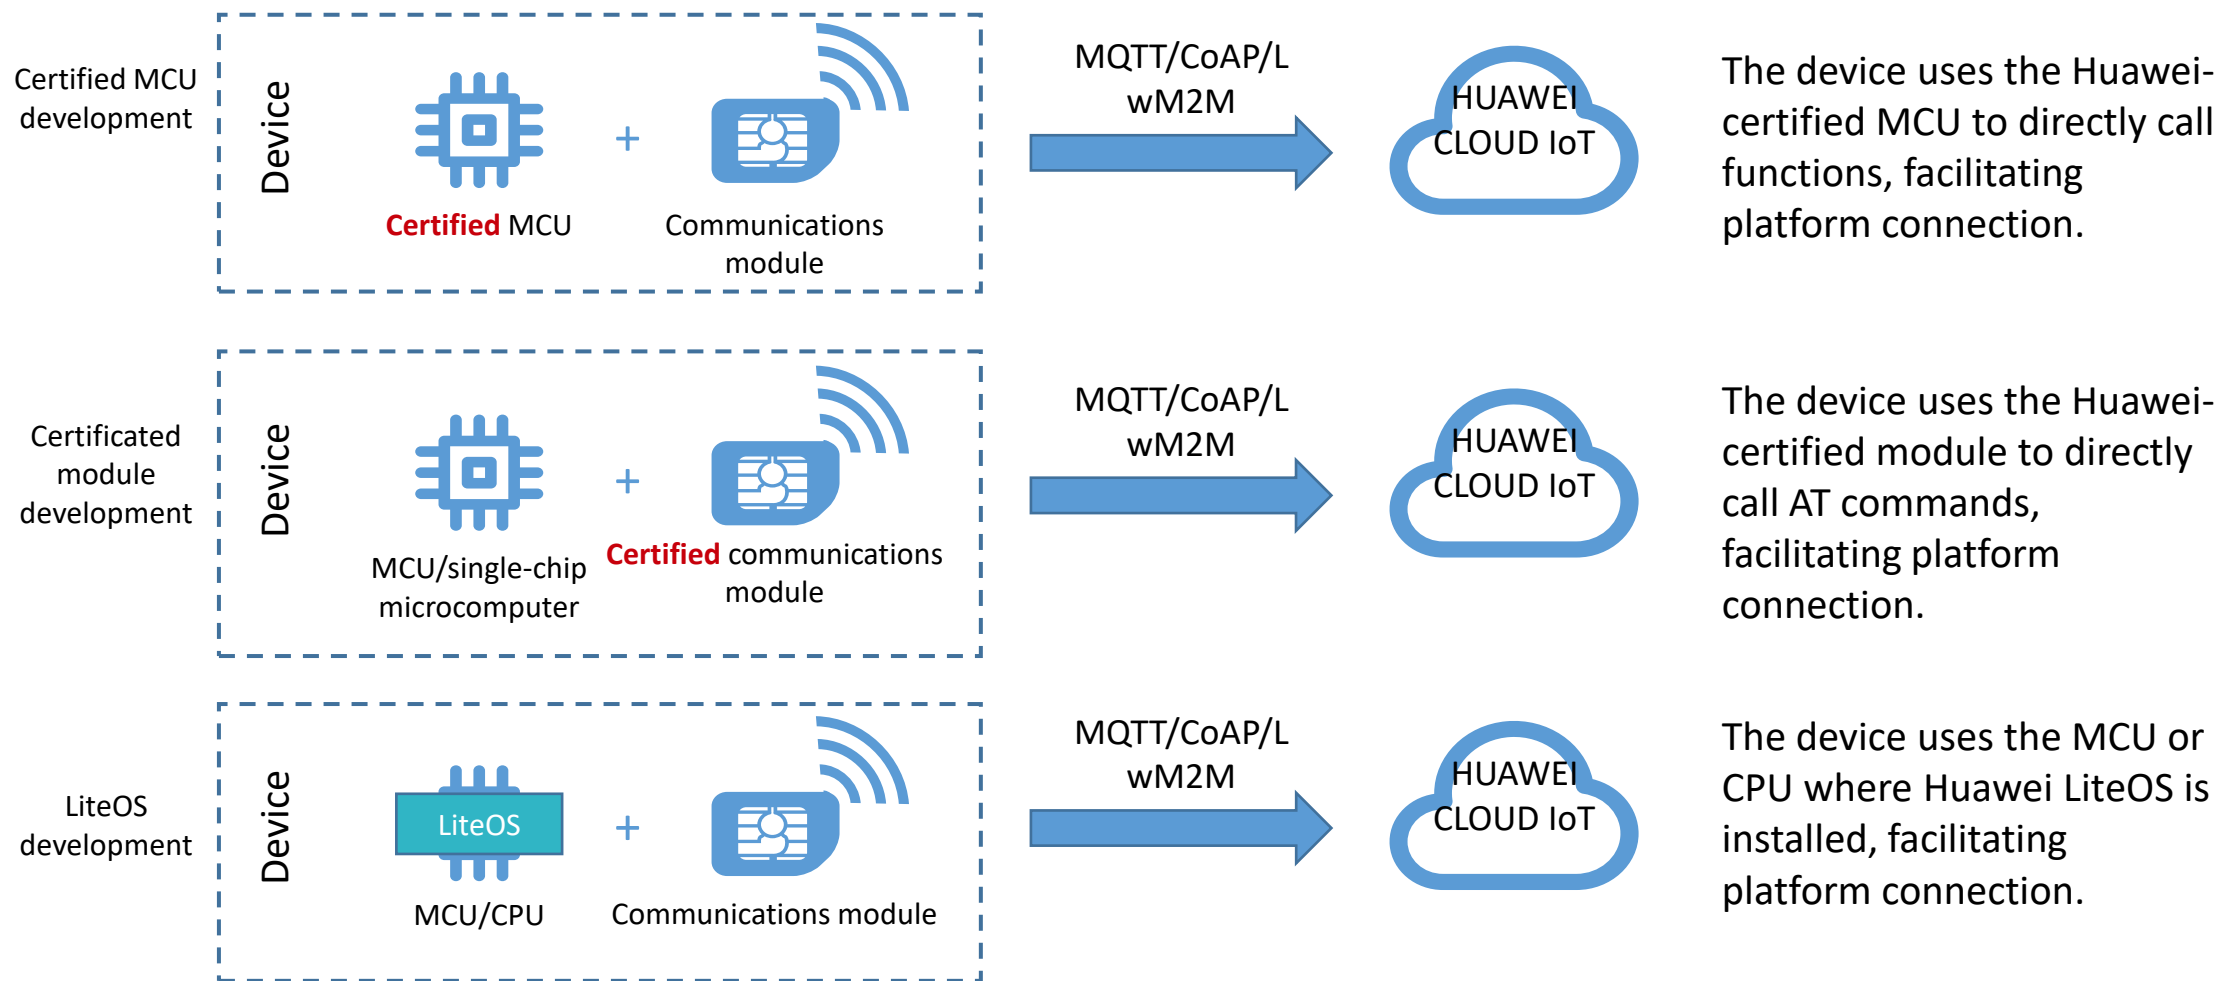 Certified MCU
development
Device
Certified MCU
+
Communications
module
MQTT/CoAP/L
wM2M
HUAWEI
CLOUD IoT
The device uses the Huawei-
certified MCU to directly call
functions, facilitating
platform connection.
Certificated
module
development
Device
MCU/single-chip
microcomputer
+
Certified communications
module
MQTT/CoAP/L
wM2M
HUAWEI
CLOUD IoT
The device uses the Huawei-
certified module to directly
call AT commands,
facilitating platform
connection.
LiteOS
development
Device
LiteOS
MCU/CPU
+
Communications module
MQTT/CoAP/L
wM2M
HUAWEI
CLOUD IoT
The device uses the MCU or
CPU where Huawei LiteOS is
installed, facilitating
platform connection.